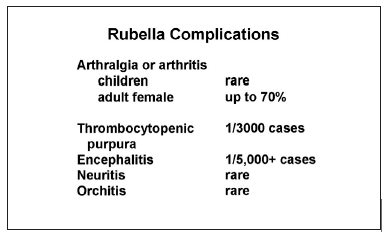 Rubella Complications
Arthralgia or arthritis
children rare
adult female up to 70%
Thrombocytopenic 1/3000 cases
purpura
Encephalitis 1/5,000+ cases
Neuritis rare
Orchitis rare